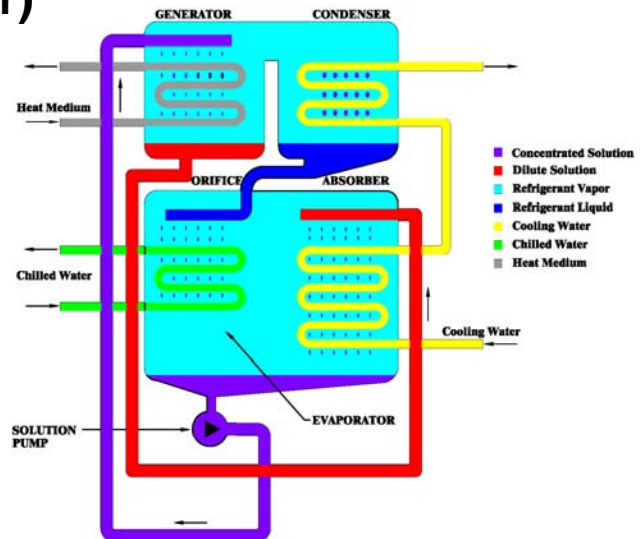 r)
GENERATOR
CONDENSER
Heat Medium
ORIFICE
ABSORBER
Concentrated Solution
Dilute Solution
Refrigerant Vapor
Refrigerant Liquid
Cooling Water
Chilled Water
Heat Medium
Chilled Water
Cooling Water
EVAPORATOR
SOLUTION
PUMP